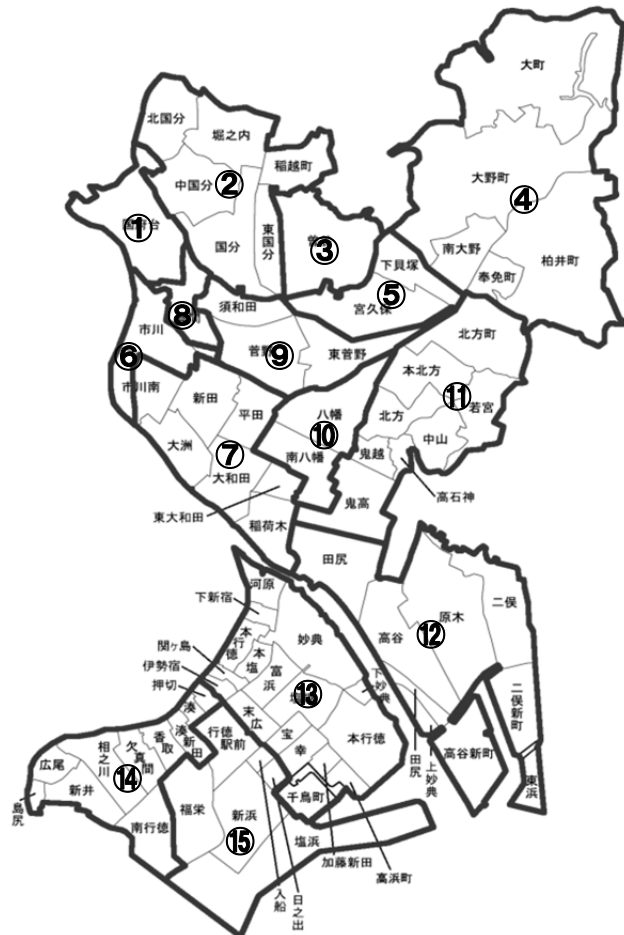 大町
北国分
堀之内
稲越町
大野町
中国分
②
④
①
国府台
東国分
③
国分
南大野
柏井町
下貝塚
奉免町
⑤
宮久保
須和田
⑧
市川
北方町
菅野
⑨
東菅野
⑥
本北方
市川南
新田
⑪
若宮
平田
八幡
北方
⑩
中山
大洲
⑦
南八幡
鬼越
大和田
高石神
東大和田
鬼高
稲荷木
田尻
河原
下新宿
二俣
原木
本行徳
妙典
高谷
⑫
関ヶ島
本塩
伊勢宿
富浜
下妙典
押切
⑬
二俣新町
湊
末広
香取
湊新田
行徳駅前
宝
本行徳
高谷新町
相之川
欠真間
幸
田尻
上妙典
広尾
⑭
東浜
新井
千鳥町
島尻
福栄
新浜
南行徳
⑮
塩浜
加藤新田
高浜町
入船
日之出